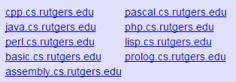 cpp.cs.rutgers.edu pascal.cs.rutgers.edu
java.cs.rutgers.edu php.cs.rutgers.edu
perl.cs.rutgers.edu lisp.cs.rutgers.edu
basic.cs.rutgers.edu prolog.cs.rutgers.edu
assembly.cs.rutgers.edu